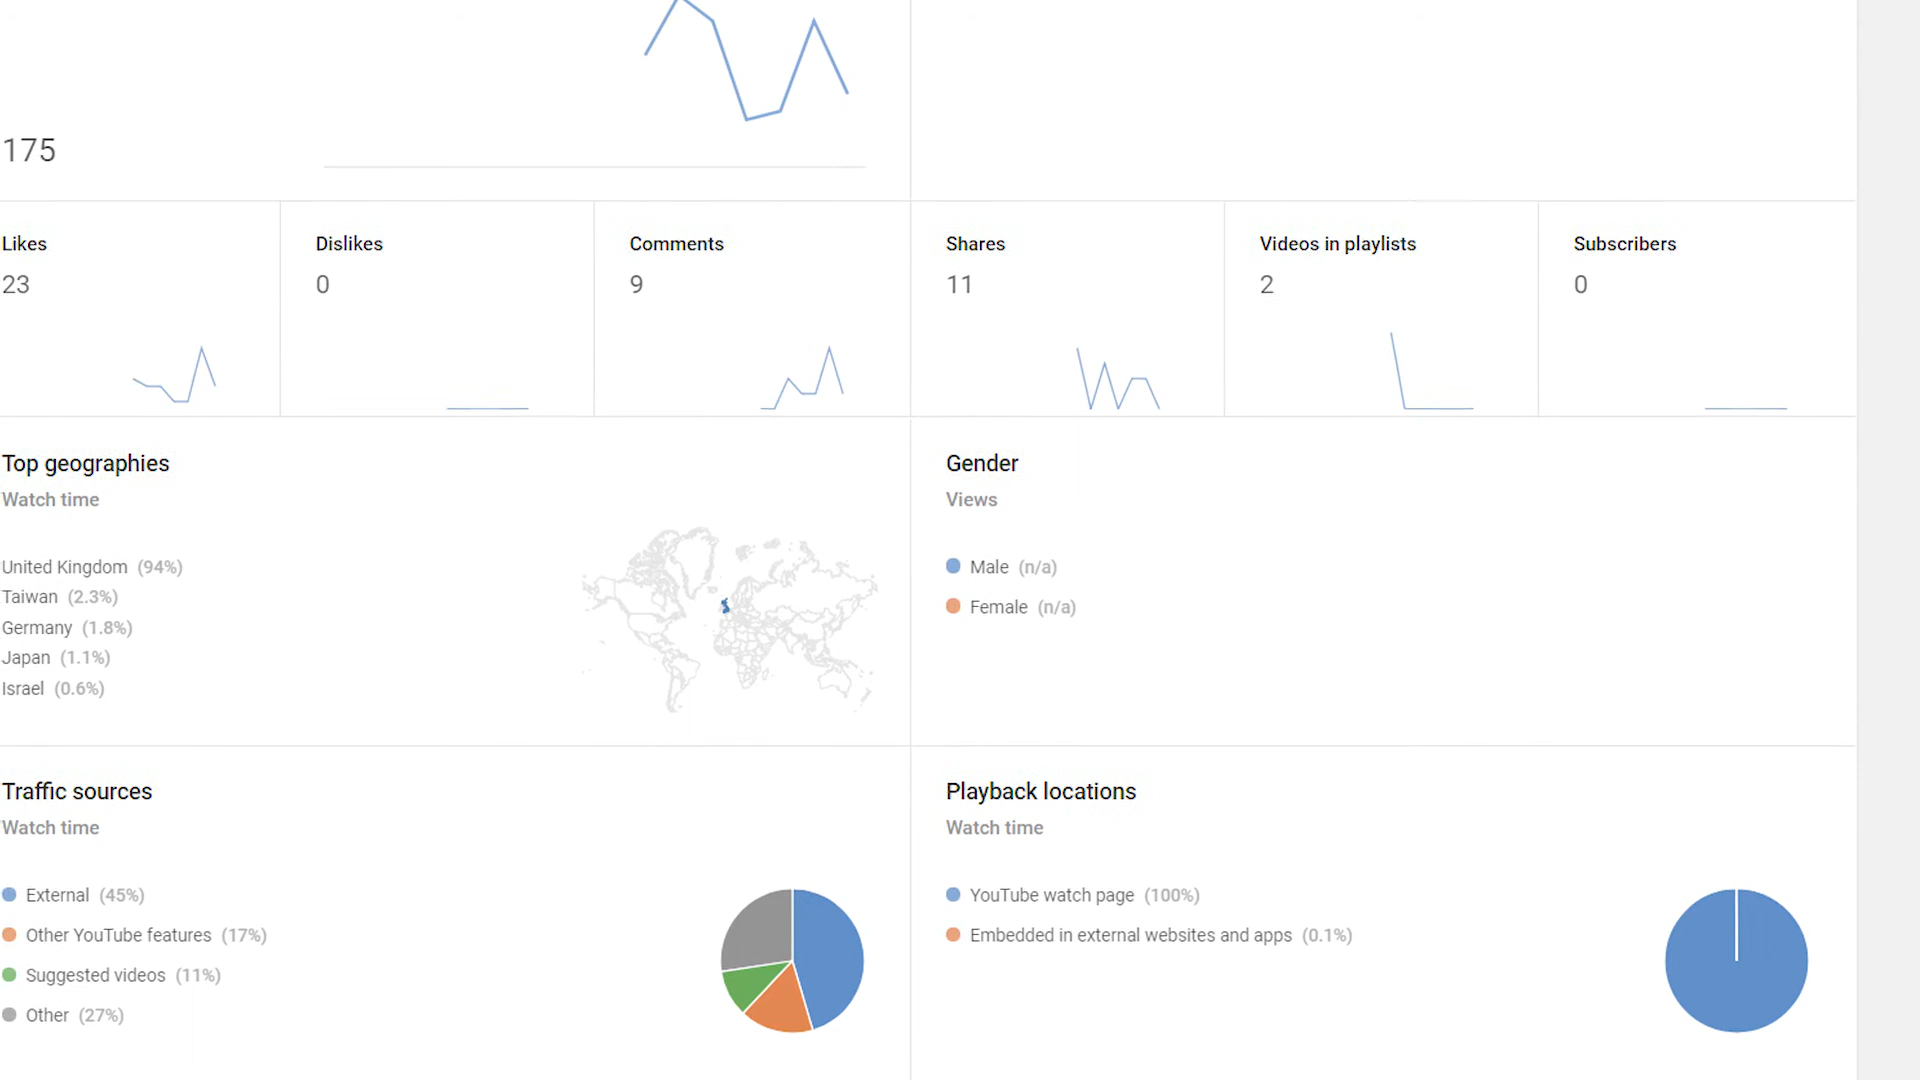 175
Likes
23
Dislikes
0
Comments
9
Shares
11
Videos in playlists
2
Subscribers
0
Top geographies
Watch time
United Kingdom (94%)
Taiwan (2.3%)
Germany (1.8%)
Japan (1.1%)
Israel (0.6%)
Gender
Views
Male (n/a)
Female (n/a)
Traffic sources
Watch time
External (45%)
Other YouTube features (17%)
Suggested videos (11%)
Other (27%)
Playback locations
Watch time
YouTube watch page (100%)
Embedded in external websites and apps (0.1%)